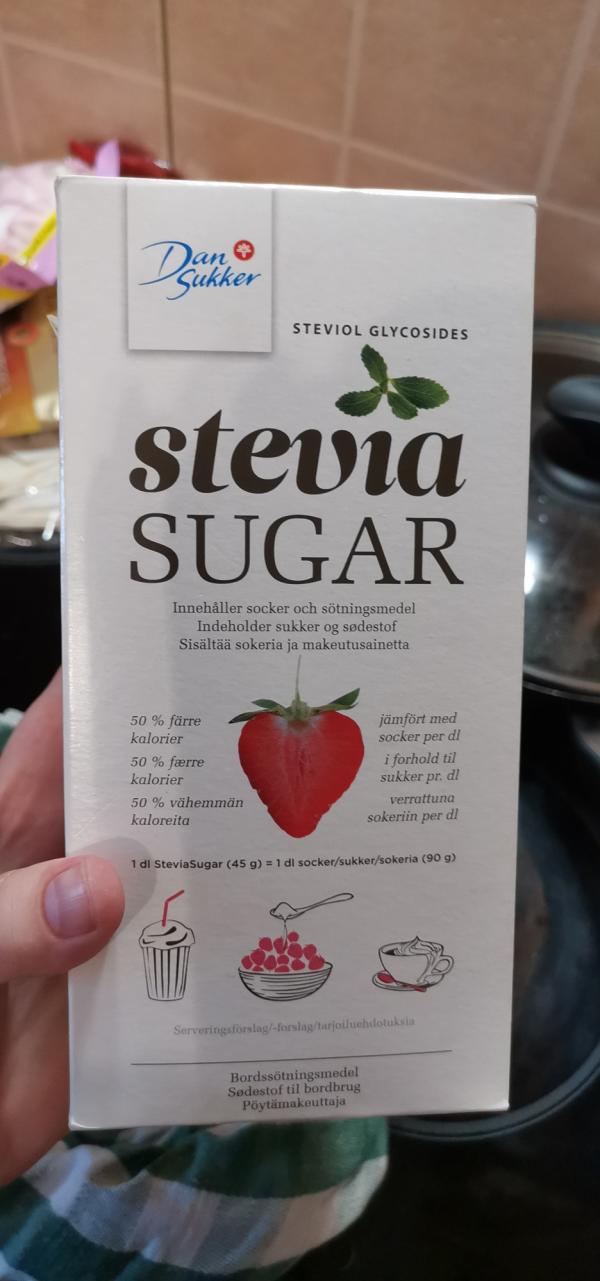 Dan
Sukker
STEVIOL GLYCOSIDES
stevia
SUGAR
Innehåller socker och sötningsmedel
Indeholder sukker og sødestof
Sisältää sokeria ja makeutusainetta
50 % färre
kalorier
50 % færre
kalorier
50 % vähemmän
kaloreita
jämfört med
socker per dl
i forhold til
sukker pr. dl
verrattuna
sokeriin per dl
1 dl SteviaSugar (45 g) = 1 dl socker/sukker/sokeria (90 g)
Serveringsförslag/-forslag/tarjoiluehdotuksia
Bordssötningsmedel
Sødestof til bordbrug
Pöytämakeuttaja